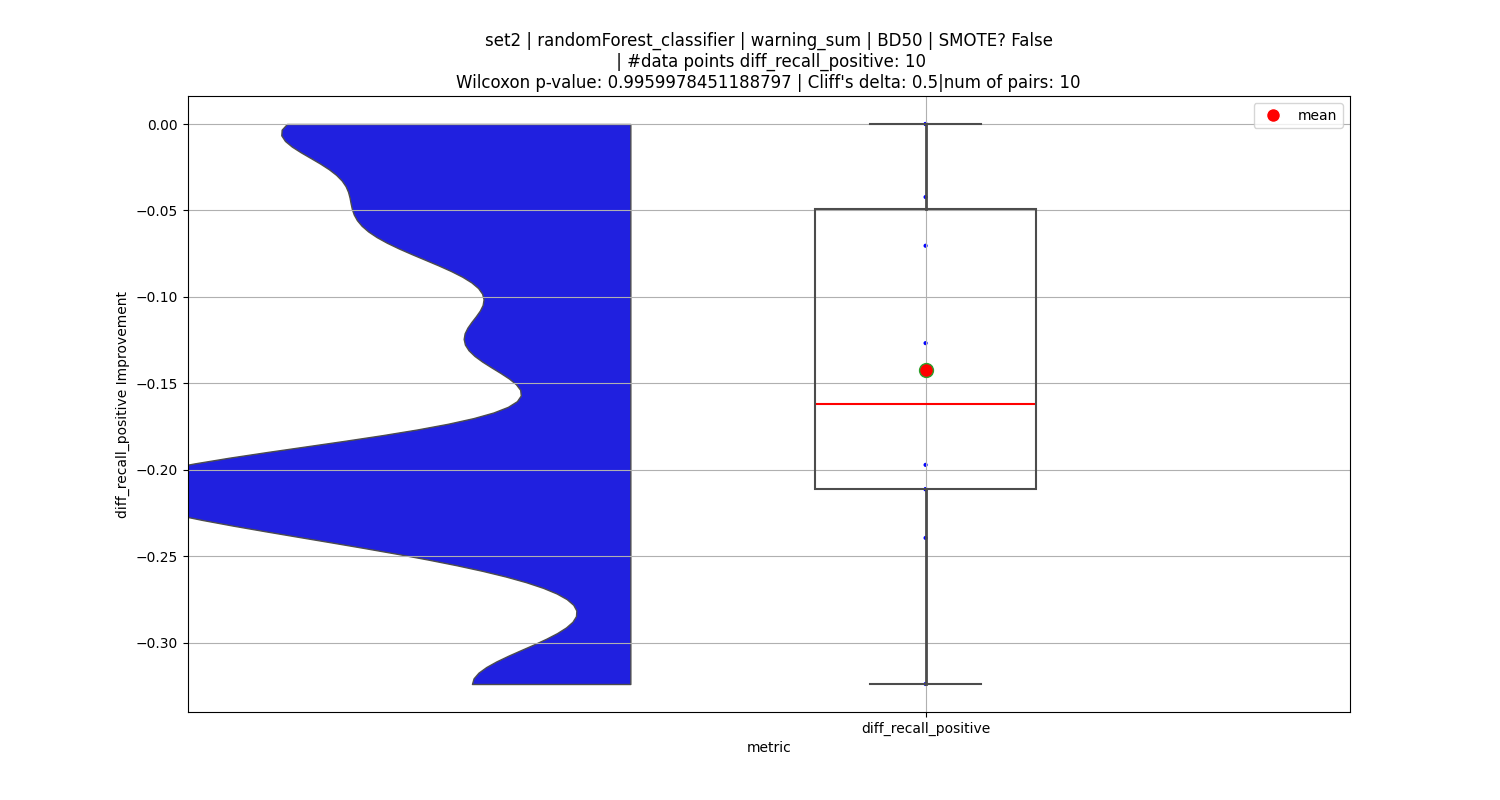 set2 | randomForest_classifier | warning_sum | BD50 | SMOTE? False
| #data points diff_recall_positive: 10
Wilcoxon p-value: 0.9959978451188797 | Cliff's delta: 0.5|num of pairs: 10
mean
0.00
−0.05
−0.10
−0.15
−0.20
−0.25
−0.30
diff_recall_positive Improvement
diff_recall_positive
metric